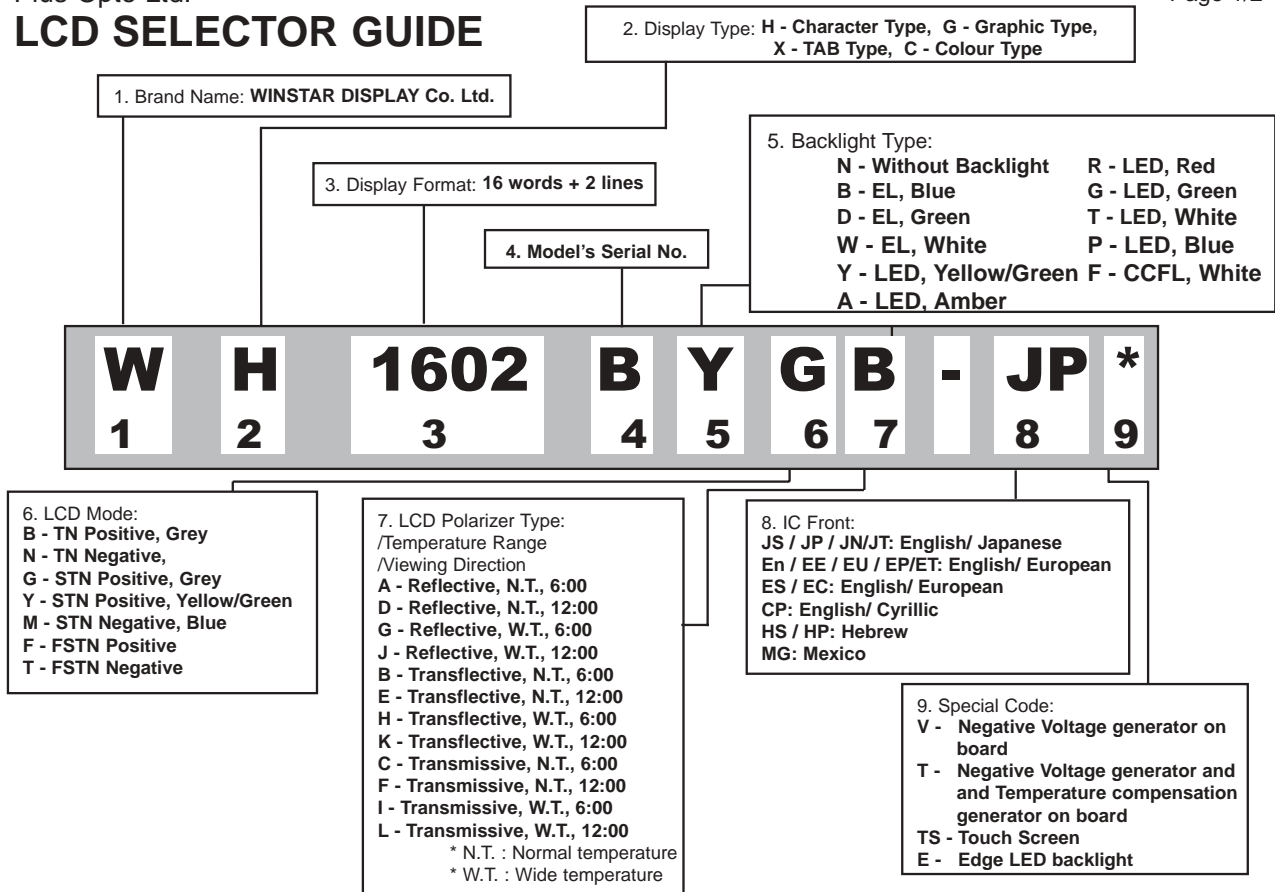 Plus Opto Ltd.
Page 1/2
LCD SELECTOR GUIDE
2. Display Type: H - Character Type, G - Graphic Type,
X - TAB Type, C - Colour Type
1. Brand Name: WINSTAR DISPLAY Co. Ltd.
5. Backlight Type:
N - Without Backlight R - LED, Red
B - EL, Blue G - LED, Green
D - EL, Green T - LED, White
W - EL, White P - LED, Blue
Y - LED, Yellow/Green F - CCFL, White
A - LED, Amber
3. Display Format: 16 words + 2 lines
4. Model's Serial No.
W H 1602 B Y G B - JP *
1 2 3 4 5 6 7 8 9
6. LCD Mode:
B - TN Positive, Grey
N - TN Negative,
G - STN Positive, Grey
Y - STN Positive, Yellow/Green
M - STN Negative, Blue
F - FSTN Positive
T - FSTN Negative
7. LCD Polarizer Type:
/Temperature Range
/Viewing Direction
A - Reflective, N.T., 6:00
D - Reflective, N.T., 12:00
G - Reflective, W.T., 6:00
J - Reflective, W.T., 12:00
B - Transflective, N.T., 6:00
E - Transflective, N.T., 12:00
H - Transflective, W.T., 6:00
K - Transflective, W.T., 12:00
C - Transmissive, N.T., 6:00
F - Transmissive, N.T., 12:00
I - Transmissive, W.T., 6:00
L - Transmissive, W.T., 12:00
* N.T. : Normal temperature
* W.T. : Wide temperature
8. IC Front:
JS / JP / JN/JT: English/ Japanese
En / EE / EU / EP/ET: English/ European
ES / EC: English/ European
CP: English/ Cyrillic
HS / HP: Hebrew
MG: Mexico
9. Special Code:
V - Negative Voltage generator on
board
T - Negative Voltage generator and
and Temperature compensation
generator on board
TS - Touch Screen
E - Edge LED backlight